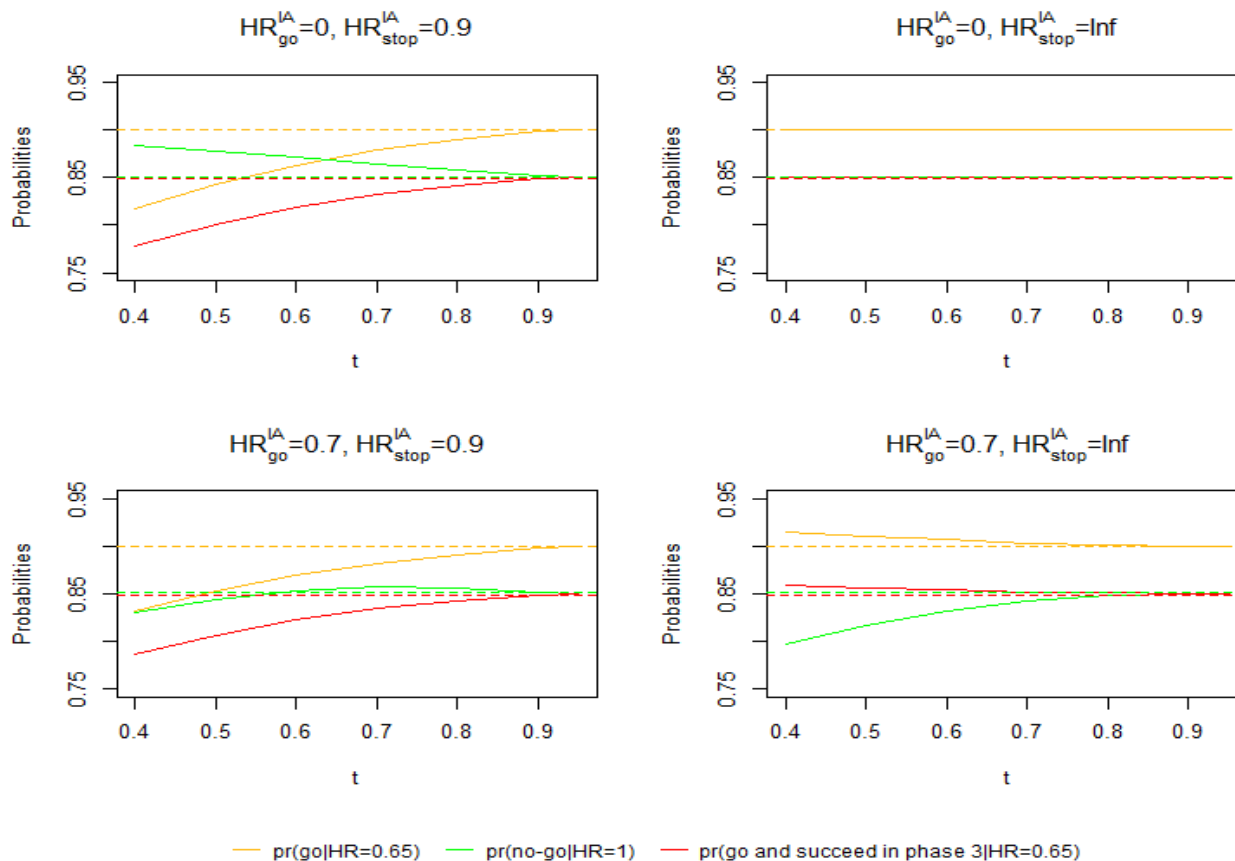 HR^IA_go=0, HR^IA_stop=0.9
Probabilities
0.95
0.85
0.75
0.4 0.5 0.6 0.7 0.8 0.9
t
HR^IA_go=0, HR^IA_stop=Inf
Probabilities
0.95
0.85
0.75
0.4 0.5 0.6 0.7 0.8 0.9
t
HR^IA_go=0.7, HR^IA_stop=0.9
Probabilities
0.95
0.85
0.75
0.4 0.5 0.6 0.7 0.8 0.9
t
HR^IA_go=0.7, HR^IA_stop=Inf
Probabilities
0.95
0.85
0.75
0.4 0.5 0.6 0.7 0.8 0.9
t
pr(go|HR=0.65) pr(no-go|HR=1) pr(go and succeed in phase 3|HR=0.65)